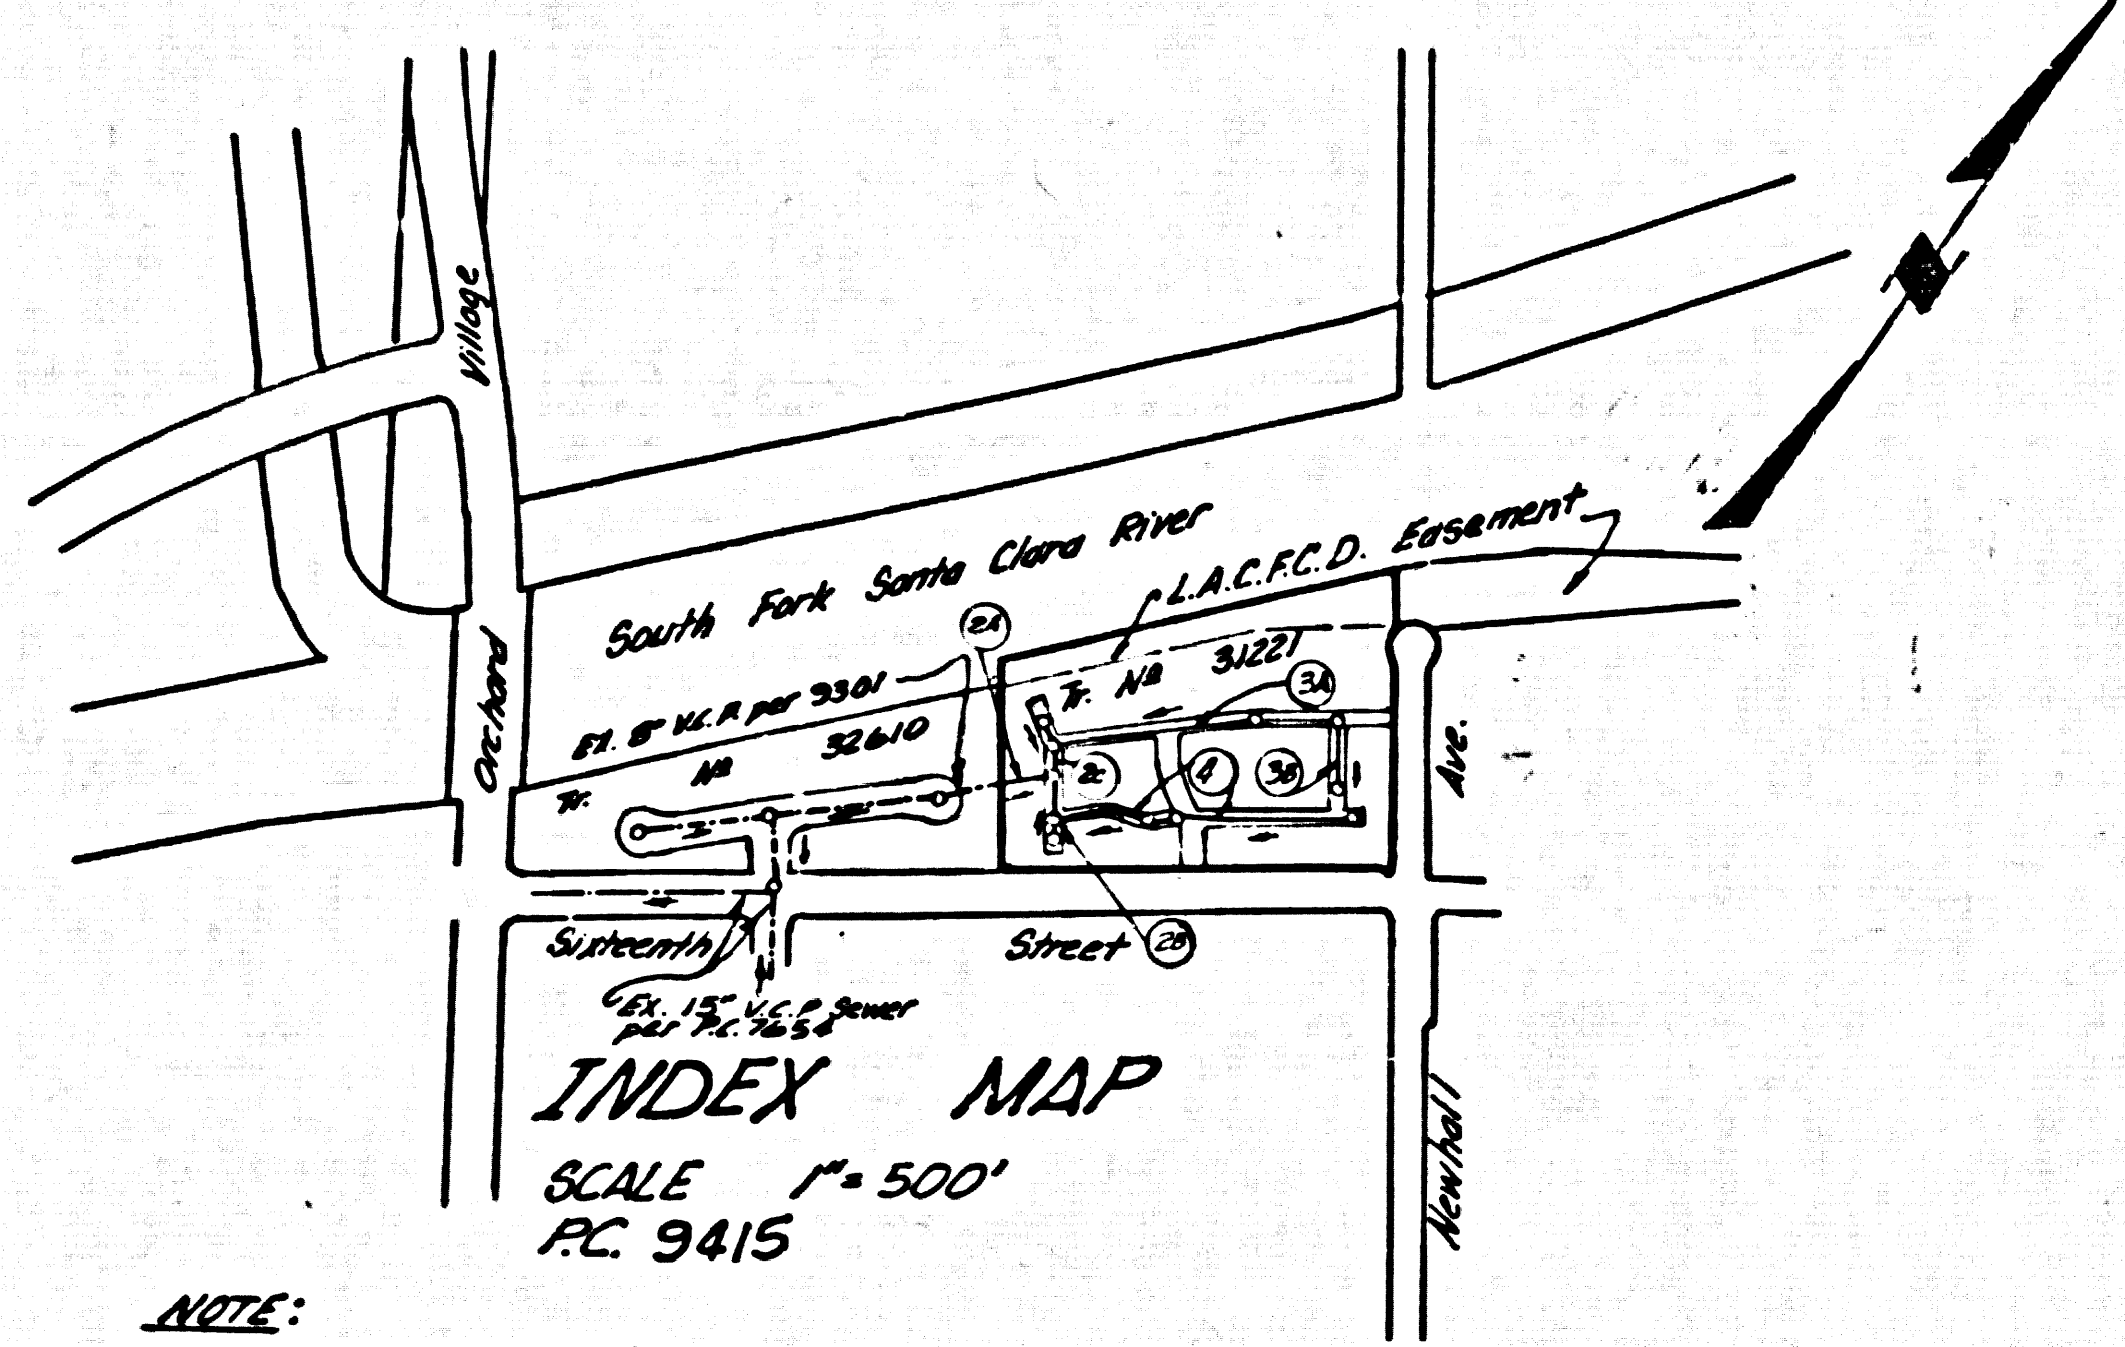 Village
South Fork Santa Clara River
L.A.C.F.C.D. Easement
2A
Tr. Nº 31221
3A
Ex. 8" V.C.P. per 9301
Orchard
Tr. Nº 32610
2C
4
3B
Ave.
Sixteenth Street
2B
Ex. 15" V.C.P. Sewer
per P.C. 7654
INDEX MAP
SCALE 1"= 500'
P.C. 9415
Newhall
NOTE: